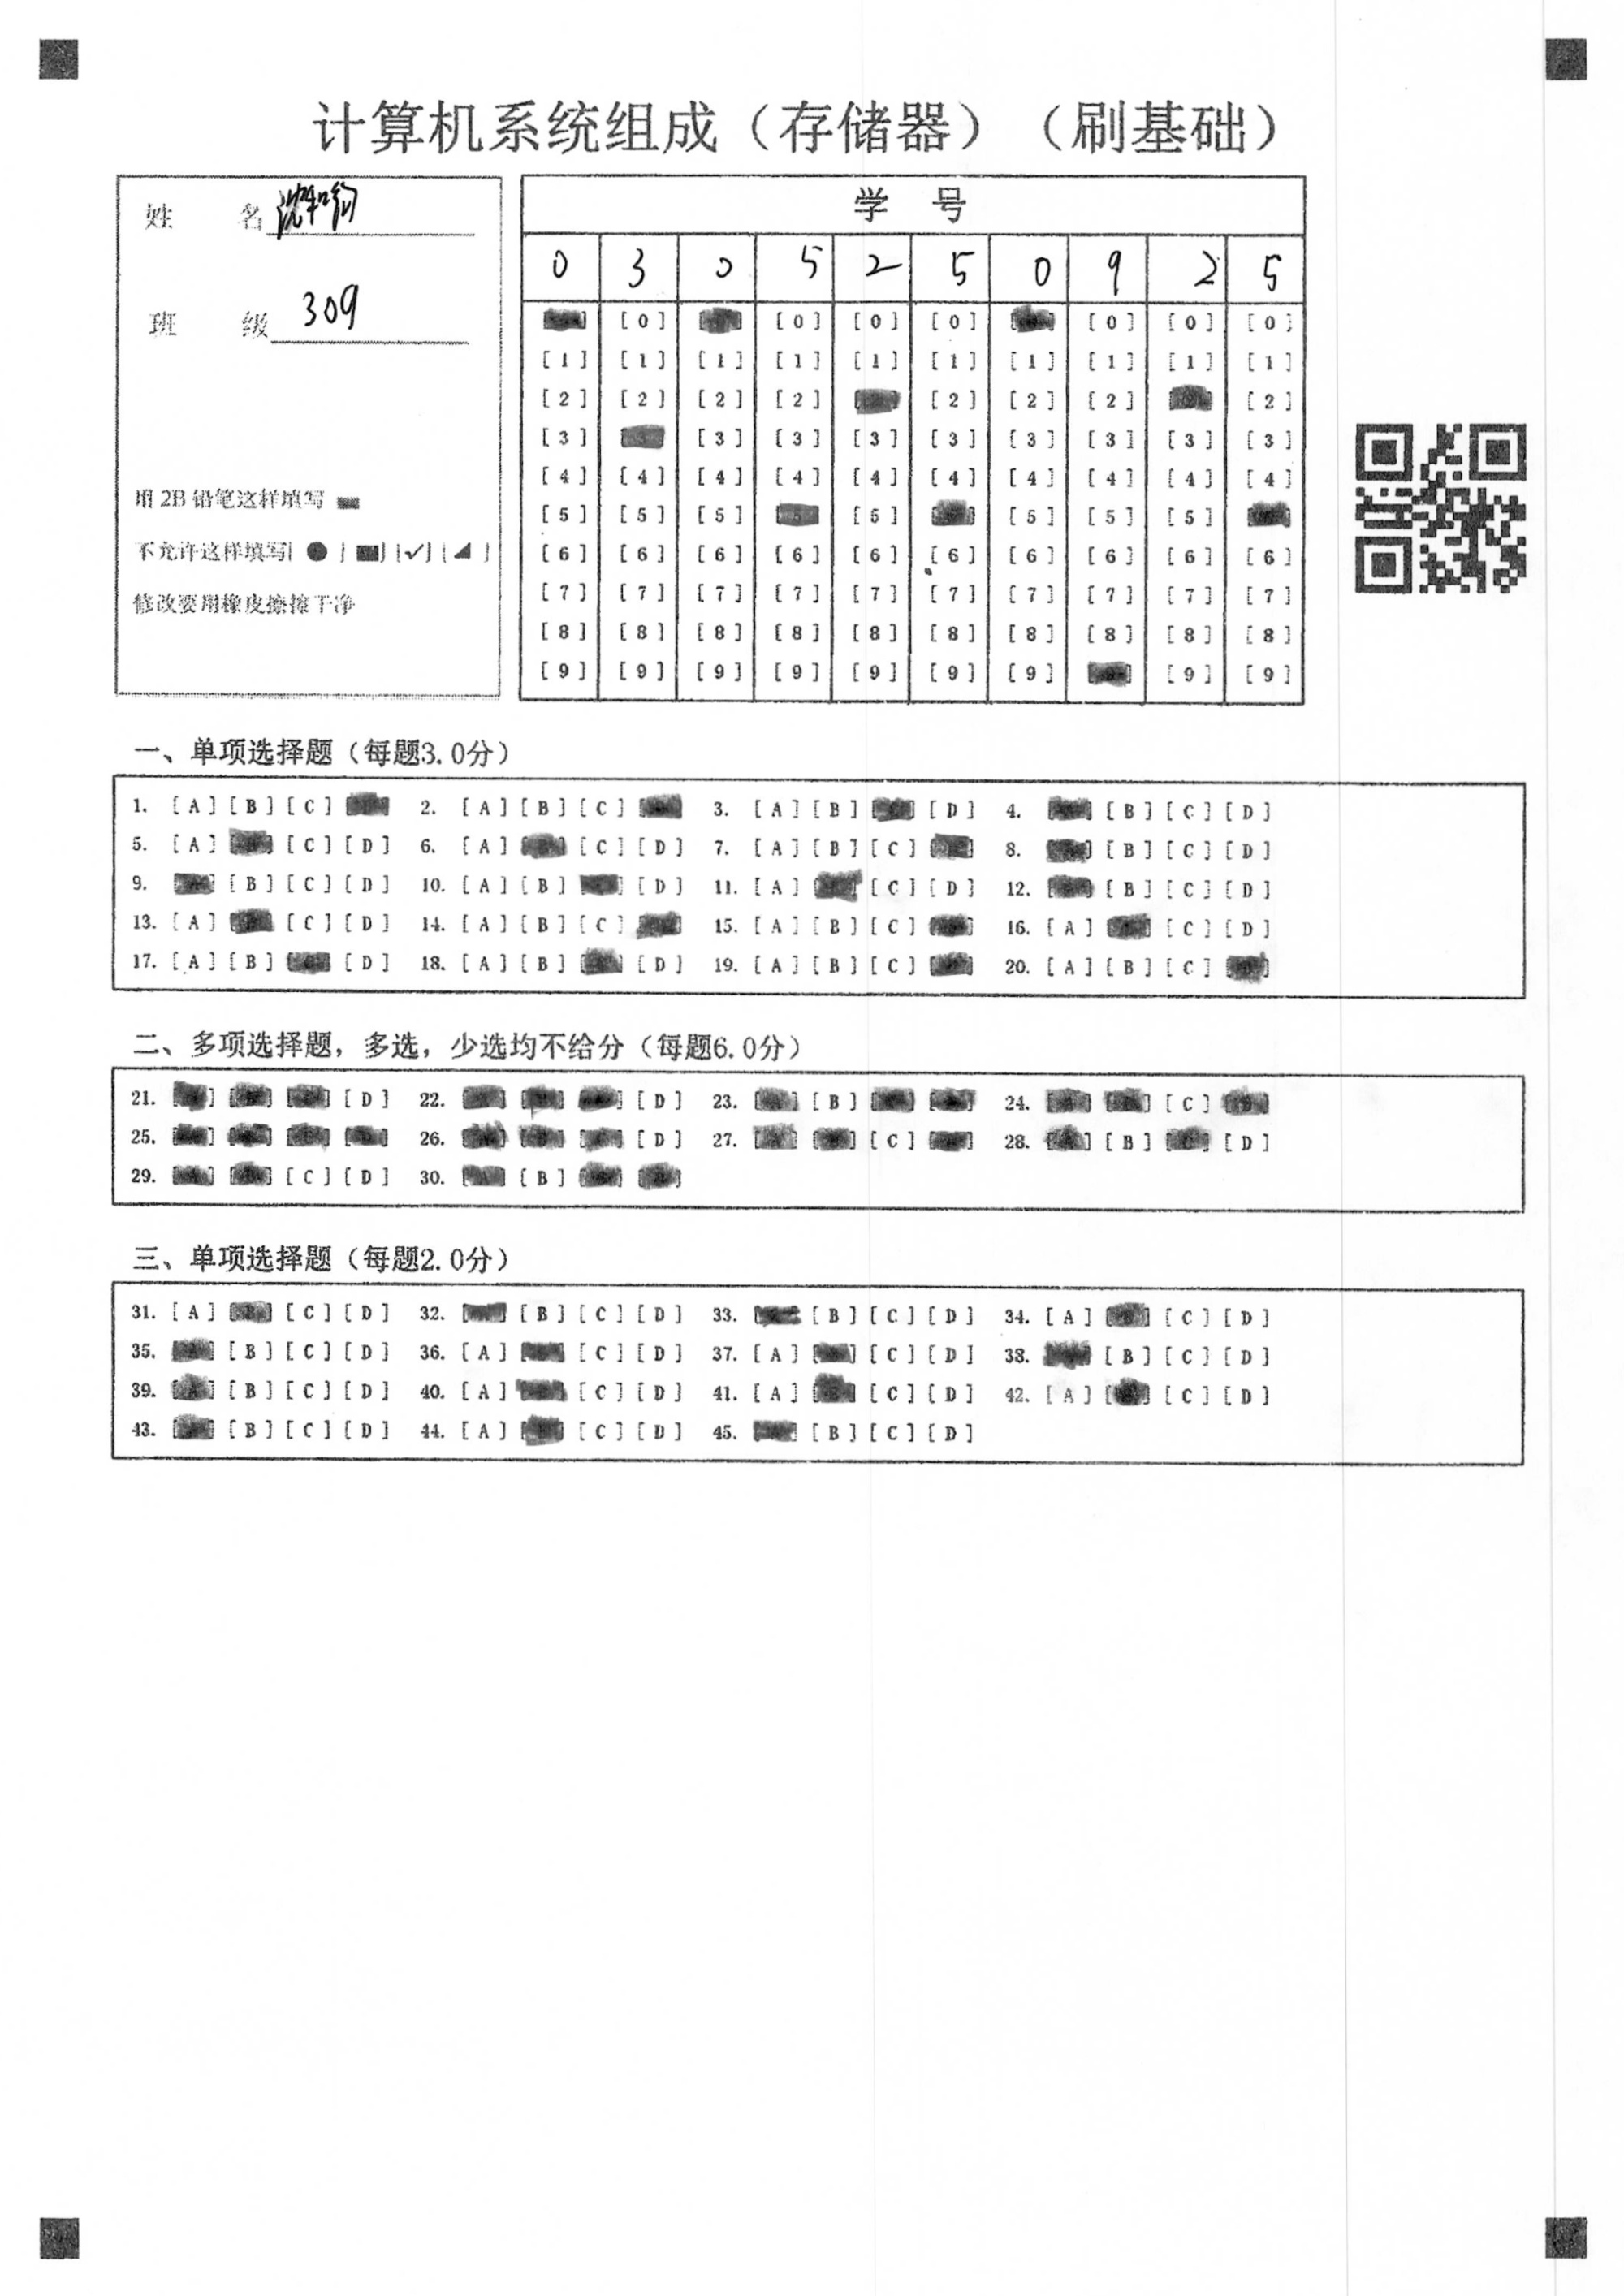 计算机系统组成（存储器）（刷基础）
姓 名 沈和钧
班 级 309
用 2B 铅笔这样填写
不允许这样填写[●][■][✓][◢]
修改要用橡皮擦擦干净
学 号
0 3 0 5 2 5 0 9 2 5
[0] [0] [0] [0] [0] [0] [0]
[1] [1] [1] [1] [1] [1] [1] [1] [1] [1]
[2] [2] [2] [2] [2] [2] [2] [2]
[3] [3] [3] [3] [3] [3] [3] [3] [3]
[4] [4] [4] [4] [4] [4] [4] [4] [4] [4]
[5] [5] [5] [5] [5] [5] [5]
[6] [6] [6] [6] [6] [6] [6] [6] [6] [6]
[7] [7] [7] [7] [7] [7] [7] [7] [7] [7]
[8] [8] [8] [8] [8] [8] [8] [8] [8] [8]
[9] [9] [9] [9] [9] [9] [9] [9] [9]
一、单项选择题（每题3.0分）
1. [A] [B] [C] 2. [A] [B] [C] 3. [A] [B] [D] 4. [B] [C] [D]
5. [A] [C] [D] 6. [A] [C] [D] 7. [A] [B] [C] 8. [B] [C] [D]
9. [B] [C] [D] 10. [A] [B] [D] 11. [A] [C] [D] 12. [B] [C] [D]
13. [A] [C] [D] 14. [A] [B] [C] 15. [A] [B] [C] 16. [A] [C] [D]
17. [A] [B] [D] 18. [A] [B] [D] 19. [A] [B] [C] 20. [A] [B] [C]
二、多项选择题，多选，少选均不给分（每题6.0分）
21. [D] 22. [D] 23. [B] 24. [C]
25. 26. [D] 27. [C] 28. [B] [D]
29. [C] [D] 30. [B]
三、单项选择题（每题2.0分）
31. [A] [C] [D] 32. [B] [C] [D] 33. [B] [C] [D] 34. [A] [C] [D]
35. [B] [C] [D] 36. [A] [C] [D] 37. [A] [C] [D] 38. [B] [C] [D]
39. [B] [C] [D] 40. [A] [C] [D] 41. [A] [C] [D] 42. [A] [C] [D]
43. [B] [C] [D] 44. [A] [C] [D] 45. [B] [C] [D]